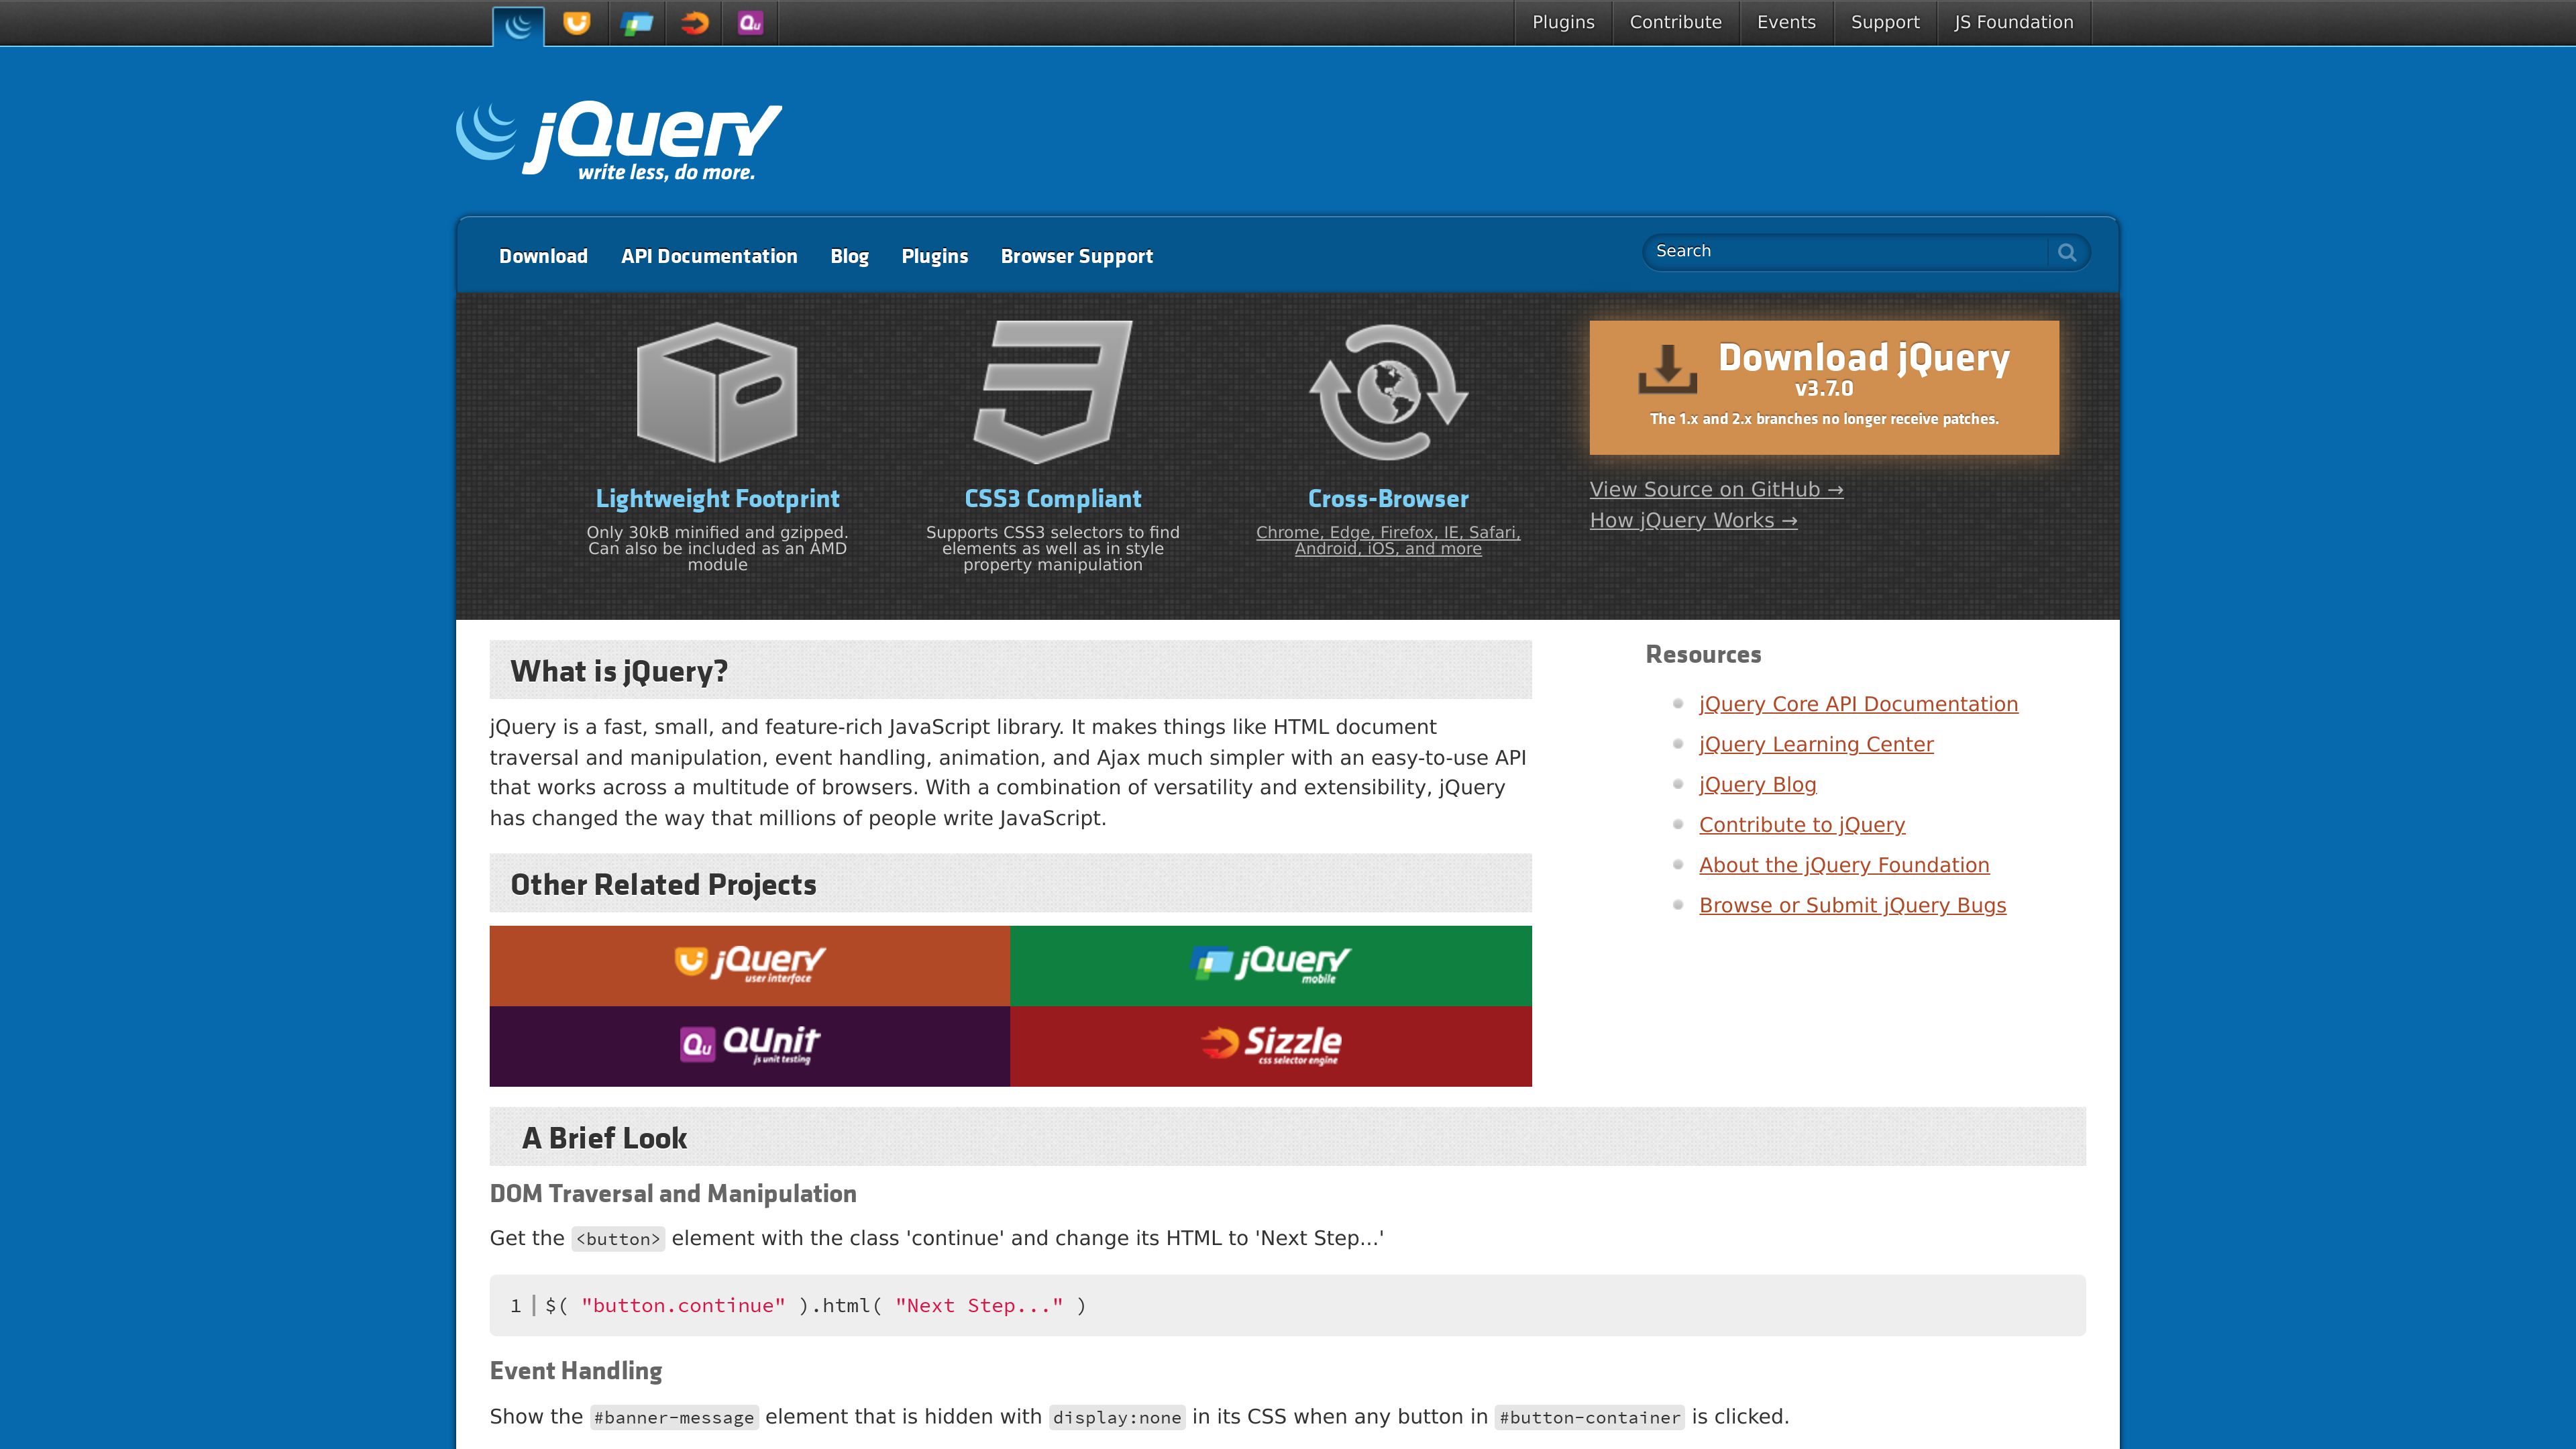 Plugins
Contribute
Events
Support
JS Foundation
Qu
jQuery
write less, do more.
Download
API Documentation
Blog
Plugins
Browser Support
Search
Lightweight Footprint
Only 30kB minified and gzipped.
Can also be included as an AMD
module
CSS3 Compliant
Supports CSS3 selectors to find
elements as well as in style
property manipulation
Cross-Browser
Chrome, Edge, Firefox, IE, Safari,
Android, iOS, and more
Download jQuery
v3.7.0
The 1.x and 2.x branches no longer receive patches.
View Source on GitHub →
How jQuery Works →
What is jQuery?
jQuery is a fast, small, and feature-rich JavaScript library. It makes things like HTML document
traversal and manipulation, event handling, animation, and Ajax much simpler with an easy-to-use API
that works across a multitude of browsers. With a combination of versatility and extensibility, jQuery
has changed the way that millions of people write JavaScript.
Other Related Projects
jQuery
user interface
jQuery
mobile
Qu QUnit
js unit testing
Sizzle
css selector engine
Resources
jQuery Core API Documentation
jQuery Learning Center
jQuery Blog
Contribute to jQuery
About the jQuery Foundation
Browse or Submit jQuery Bugs
A Brief Look
DOM Traversal and Manipulation
Get the <button> element with the class 'continue' and change its HTML to 'Next Step...'
1 $( "button.continue" ).html( "Next Step..." )
Event Handling
Show the #banner-message element that is hidden with display:none in its CSS when any button in #button-container is clicked.